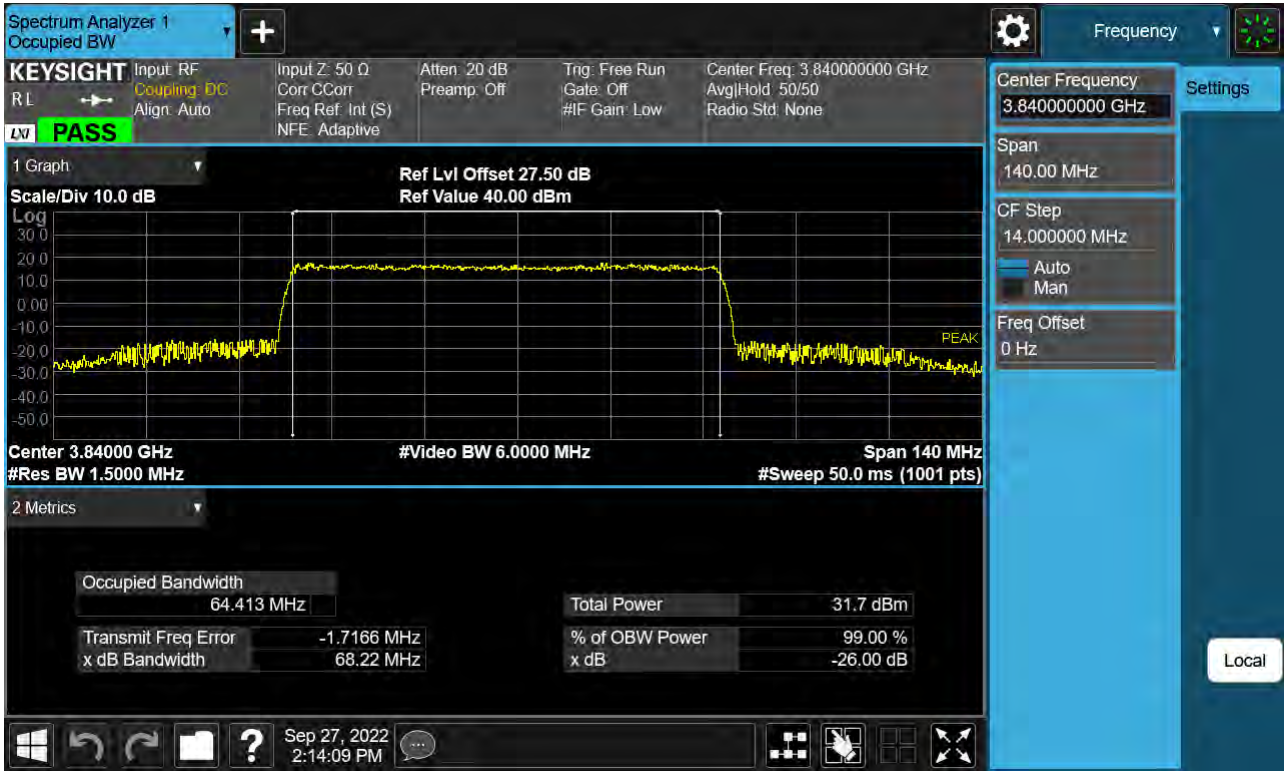 Spectrum Analyzer 1
Occupied BW
+
Frequency
KEYSIGHT
RL
LXI PASS
Input: RF
Coupling: DC
Align: Auto
Input Z: 50 Ω
Corr CCorr
Freq Ref: Int (S)
NFE: Adaptive
Atten: 20 dB
Preamp: Off
Trig: Free Run
Gate: Off
#IF Gain: Low
Center Freq: 3.840000000 GHz
Avg|Hold: 50/50
Radio Std: None
Center Frequency
3.840000000 GHz
Settings
Span
140.00 MHz
CF Step
14.000000 MHz
Auto
Man
Freq Offset
0 Hz
Local
1 Graph
Scale/Div 10.0 dB
Ref Lvl Offset 27.50 dB
Ref Value 40.00 dBm
Log
30.0
20.0
10.0
0.00
-10.0
-20.0
-30.0
-40.0
-50.0
PEAK
Center 3.84000 GHz
#Video BW 6.0000 MHz
Span 140 MHz
#Res BW 1.5000 MHz
#Sweep 50.0 ms (1001 pts)
2 Metrics
Occupied Bandwidth
64.413 MHz
Total Power 31.7 dBm
Transmit Freq Error -1.7166 MHz
% of OBW Power 99.00 %
x dB Bandwidth 68.22 MHz
x dB -26.00 dB
?
Sep 27, 2022
2:14:09 PM